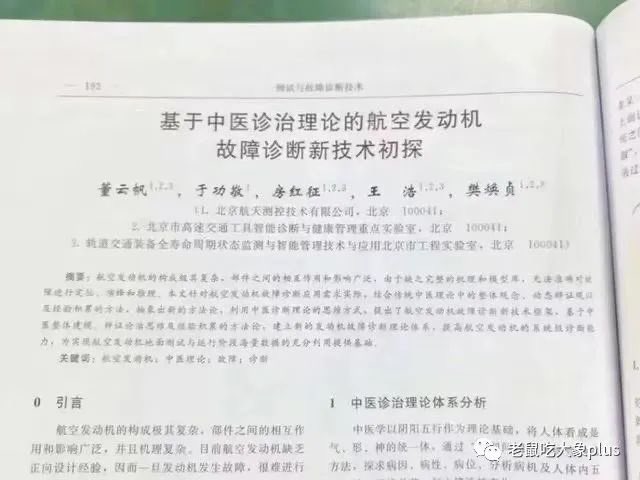 — 192 —
测试与故障诊断技术
基于中医诊治理论的航空发动机
故障诊断新技术初探
董云帆1,2,3，于功敬1，房红征1,2,3，王 浩1,2,3，樊焕贞1,2,3
(1. 北京航天测控技术有限公司，北京 100041；
2. 北京市高速交通工具智能诊断与健康管理重点实验室，北京 100041；
3. 轨道交通装备全寿命周期状态监测与智能管理技术与应用北京市工程实验室，北京 100041)
摘要：航空发动机的构成极其复杂，部件之间的相互作用和影响广泛，由于缺乏完整的机理和模型库，无法准确对故
障进行定位、演绎和推理。本文针对航空发动机故障诊断应用需求实际，结合传统中医理论中的整体观念、动态辩证观以
及经验积累的方法，抽象出新的方法论，利用中医诊断理论的思维方式，提出了航空发动机故障诊断新技术框架，基于中
医整体建模、辩证论治思维及经验积累的方法论，建立新的发动机故障诊断理论体系，提高航空发动机的系统级诊断能
力，为实现航空发动机地面测试与运行阶段海量数据的充分利用提供基础。
关键词：航空发动机；中医理论；故障；诊断
0 引言
航空发动机的构成极其复杂，部件之间的相互作
用和影响广泛，并且机理复杂。目前航空发动机缺乏
正向设计经验，因而一旦发动机发生故障，很难进行
1 中医诊治理论体系分析
中医学以阴阳五行作为理论基础，将人体看成是
气、形、神的统一体，通过
方法，探求病因、病性、病位、分析病机及人体内五
老鼠吃大象plus